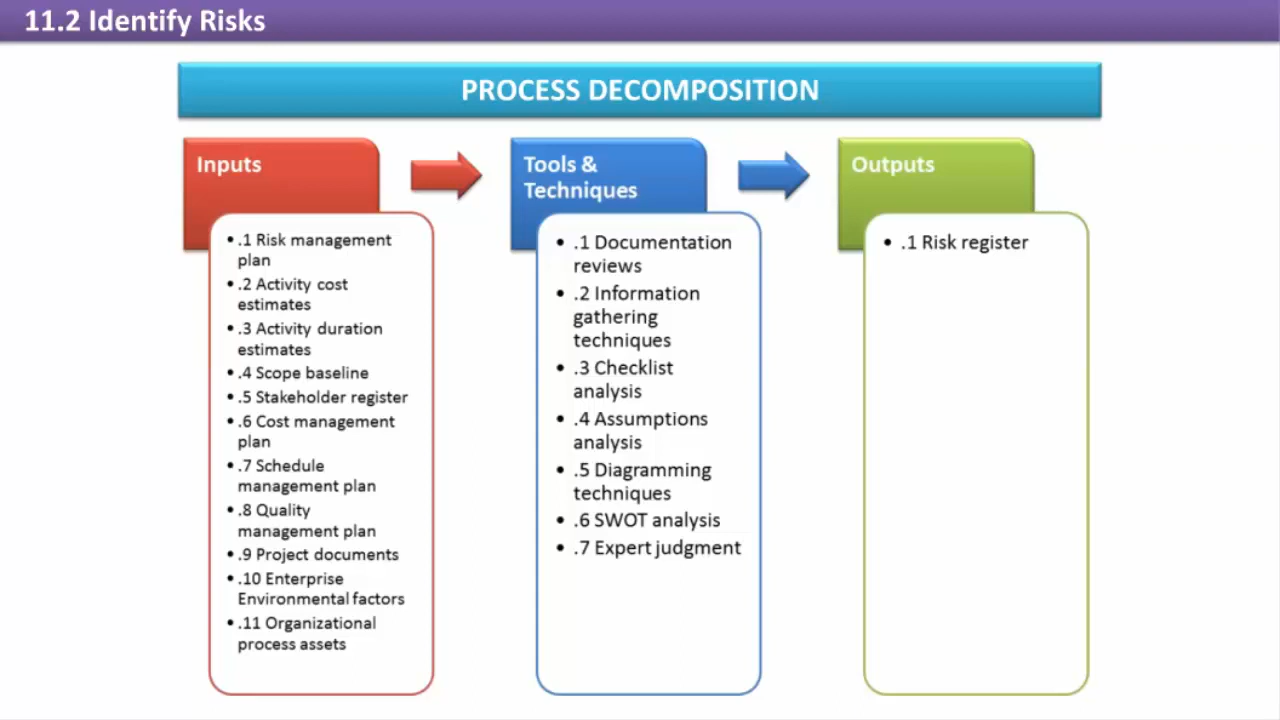 11.2 Identify Risks
PROCESS DECOMPOSITION
Inputs
• .1 Risk management
plan
• .2 Activity cost
estimates
• .3 Activity duration
estimates
• .4 Scope baseline
• .5 Stakeholder register
• .6 Cost management
plan
• .7 Schedule
management plan
• .8 Quality
management plan
• .9 Project documents
• .10 Enterprise
Environmental factors
• .11 Organizational
process assets
Tools &
Techniques
• .1 Documentation
reviews
• .2 Information
gathering
techniques
• .3 Checklist
analysis
• .4 Assumptions
analysis
• .5 Diagramming
techniques
• .6 SWOT analysis
• .7 Expert judgment
Outputs
• .1 Risk register